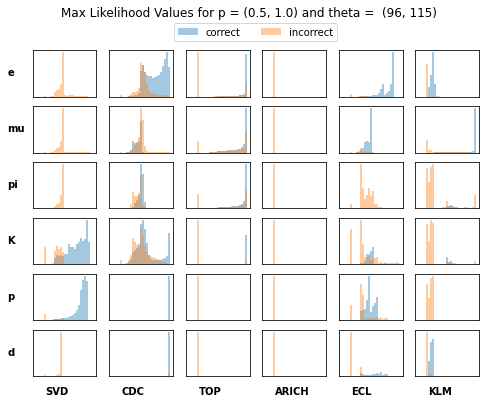 Max Likelihood Values for p = (0.5, 1.0) and theta =  (96, 115)
correct incorrect
e
mu
pi
K
p
d
SVD CDC TOP ARICH ECL KLM